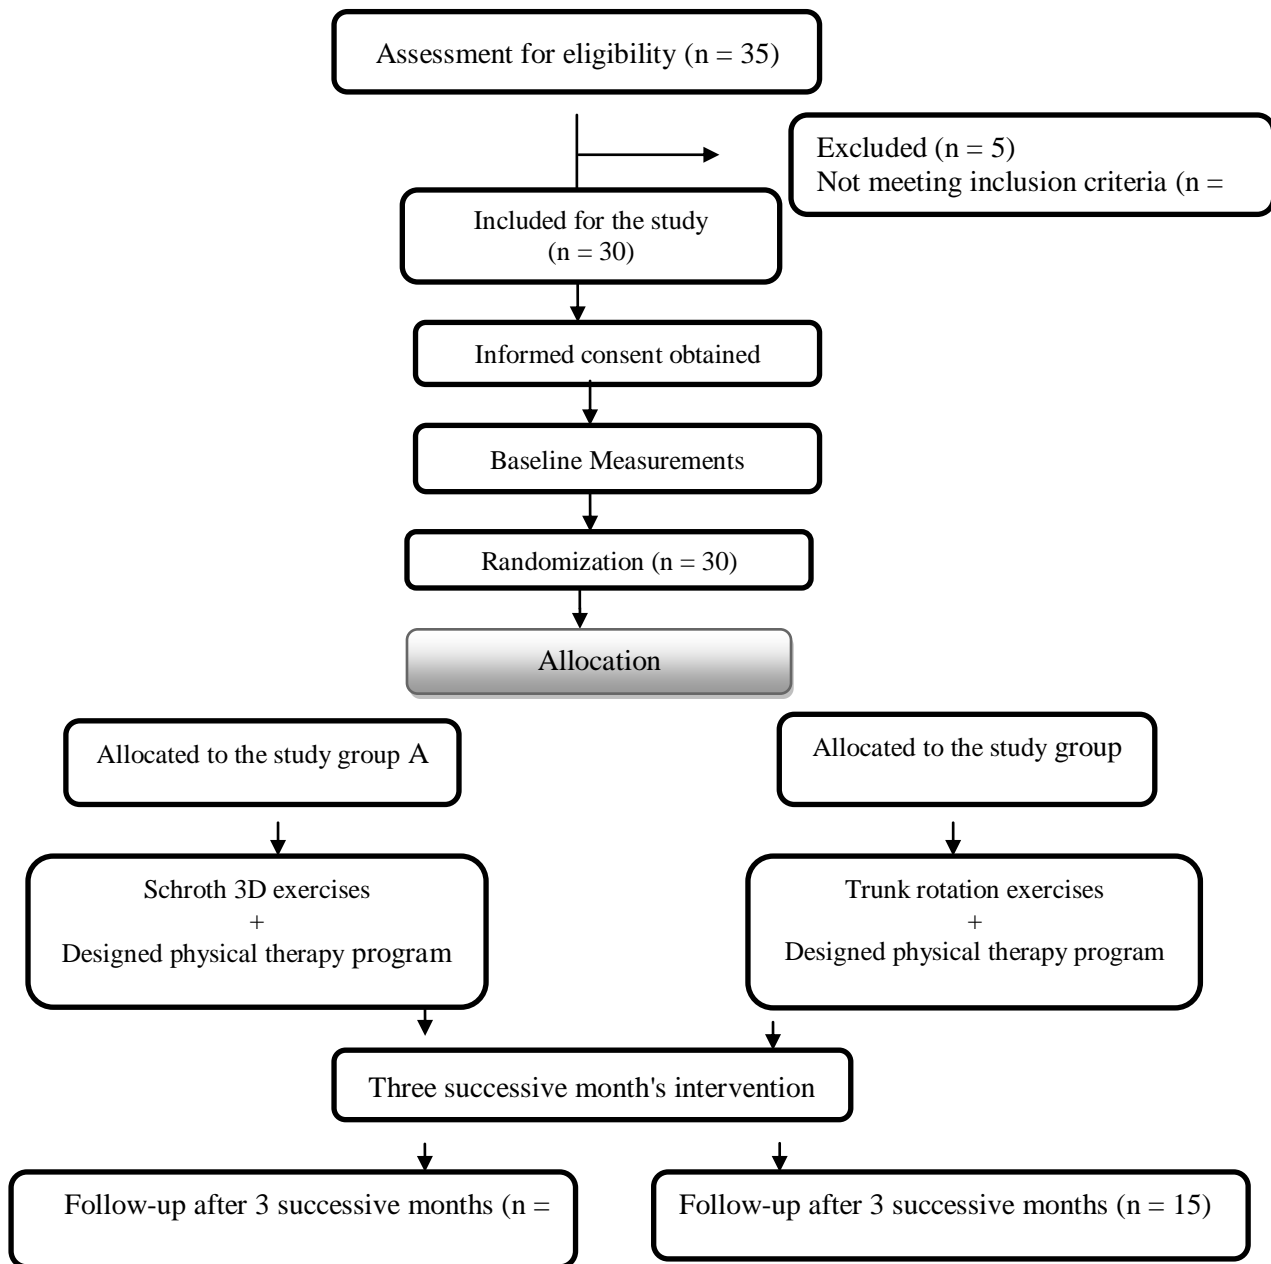 Assessment for eligibility (n = 35)
Excluded (n = 5)
Not meeting inclusion criteria (n =
Included for the study
(n = 30)
Informed consent obtained
Baseline Measurements
Randomization (n = 30)
Allocation
Allocated to the study group A
Allocated to the study group
Schroth 3D exercises
+
Designed physical therapy program
Trunk rotation exercises
+
Designed physical therapy program
Three successive month's intervention
Follow-up after 3 successive months (n =
Follow-up after 3 successive months (n = 15)